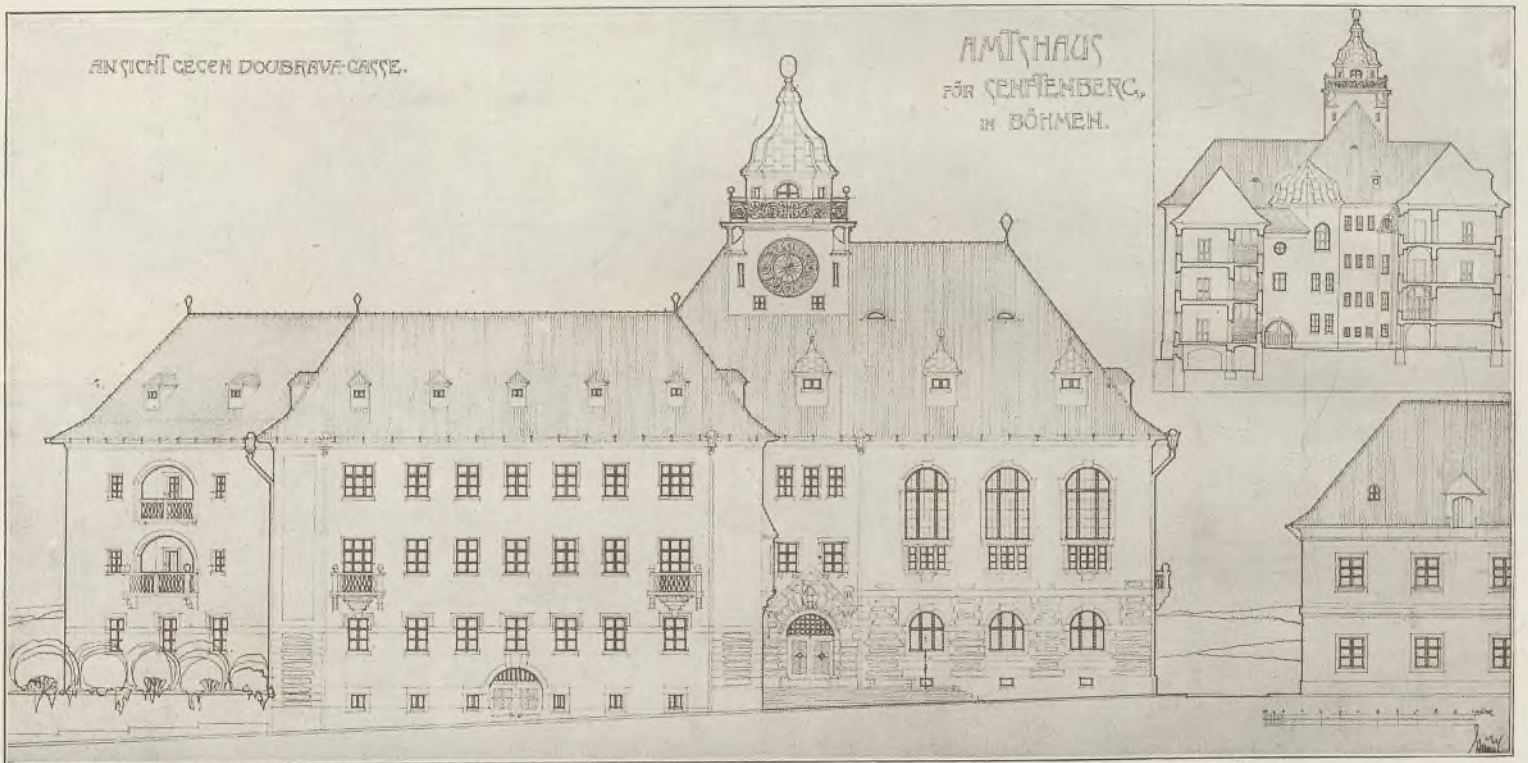 ANSICHT GEGEN DOUBRAVA-GASSE.
AMTSHAUS
FÜR SENFTENBERG,
IN BÖHMEN.